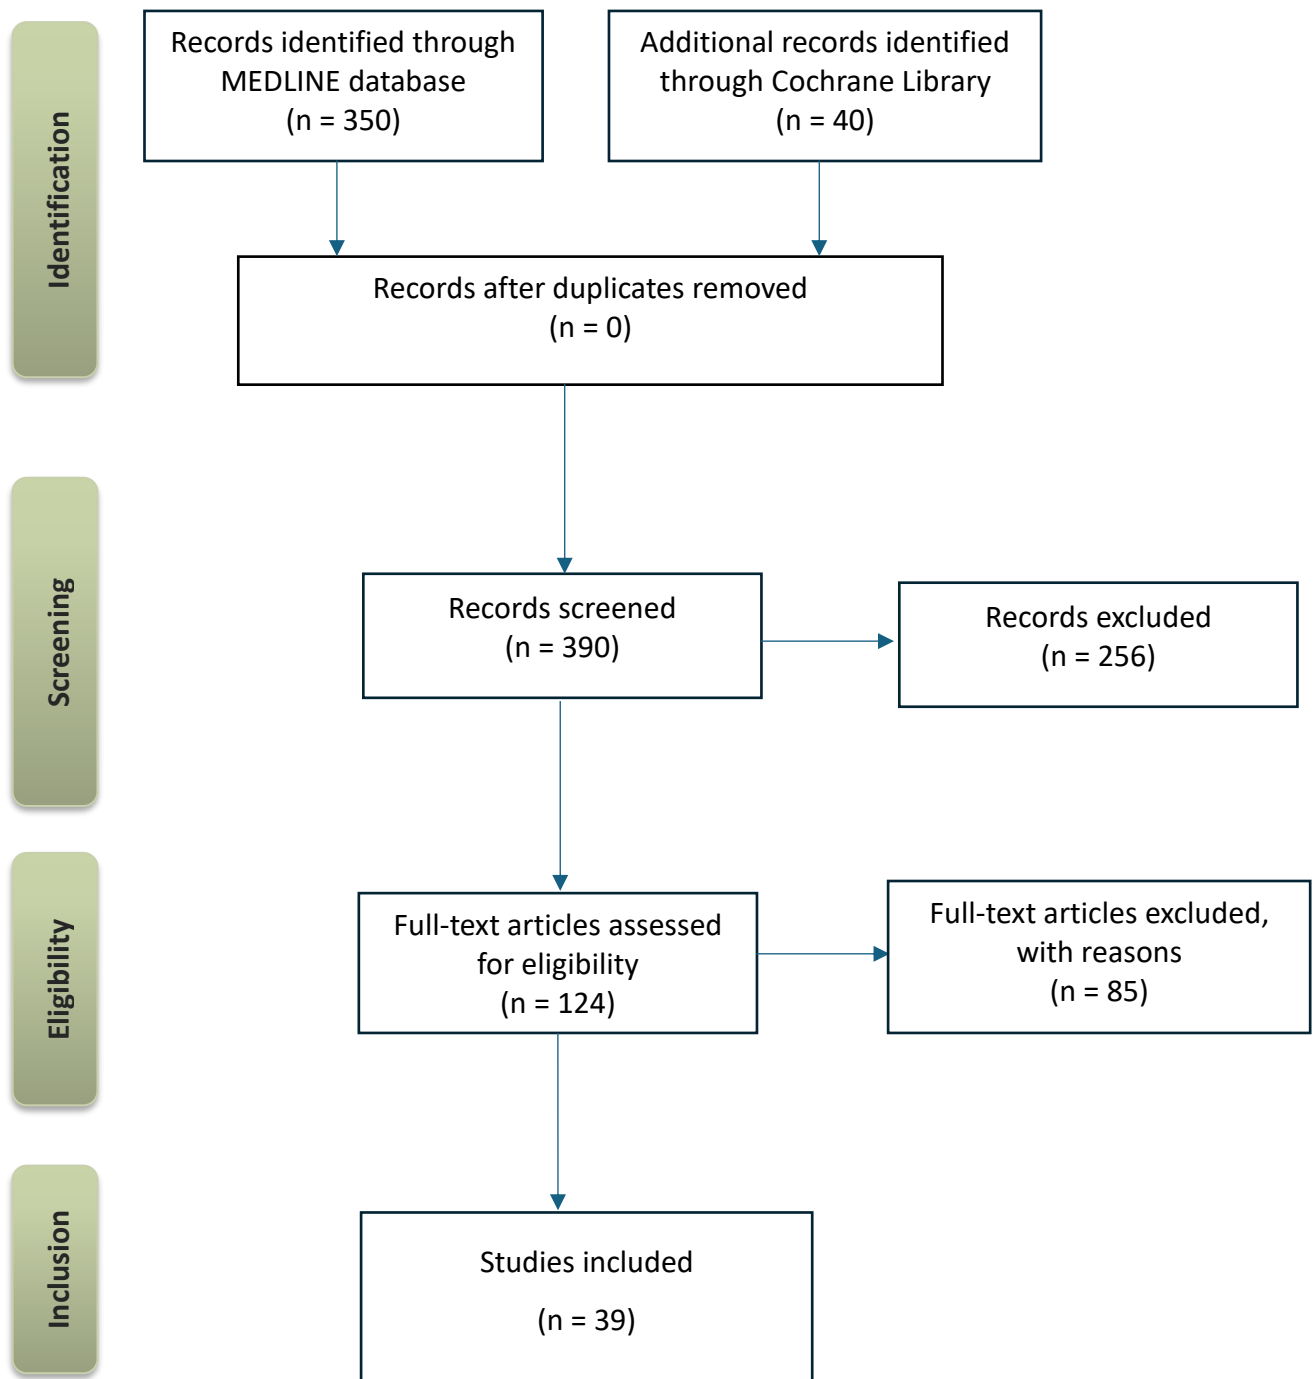 Identification
Records identified through
MEDLINE database
(n = 350)
Additional records identified
through Cochrane Library
(n = 40)
Records after duplicates removed
(n = 0)
Screening
Records screened
(n = 390)
Records excluded
(n = 256)
Eligibility
Full-text articles assessed
for eligibility
(n = 124)
Full-text articles excluded,
with reasons
(n = 85)
Inclusion
Studies included
(n = 39)